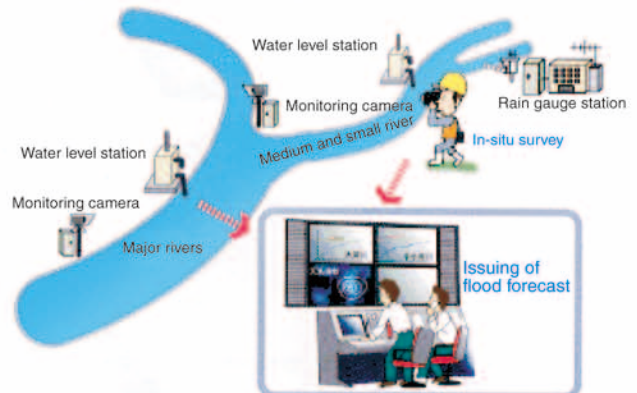 Water level station
Monitoring camera
Rain gauge station
Medium and small river
In-situ survey
Water level station
Monitoring camera
Major rivers
Issuing of
flood forecast